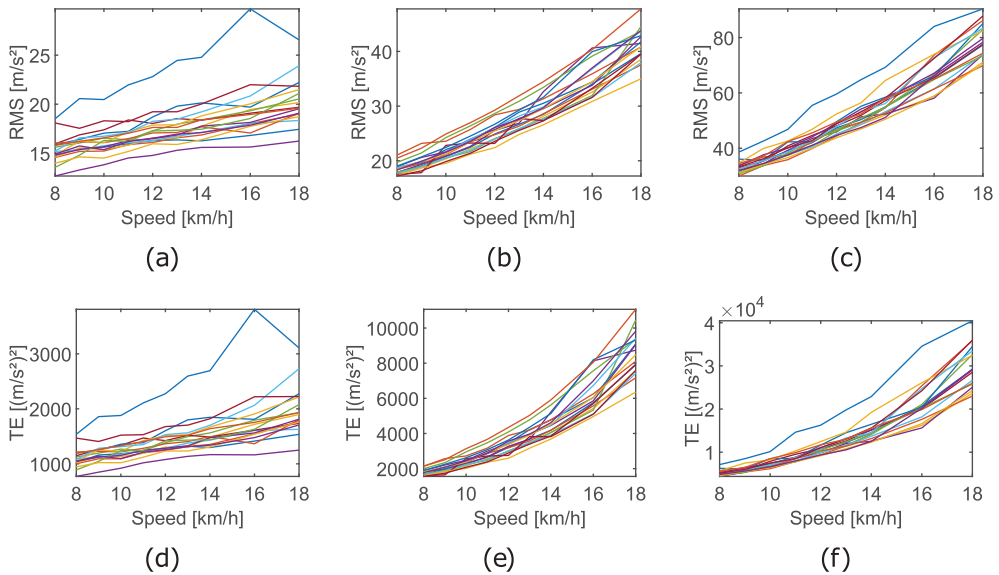 RMS [m/s²]
25
20
15
8 10 12 14 16 18
Speed [km/h]
(a)
RMS [m/s²]
40
30
20
8 10 12 14 16 18
Speed [km/h]
(b)
RMS [m/s²]
80
60
40
8 10 12 14 16 18
Speed [km/h]
(c)
TE [(m/s²)²]
3000
2000
1000
8 10 12 14 16 18
Speed [km/h]
(d)
TE [(m/s²)²]
10000
8000
6000
4000
2000
8 10 12 14 16 18
Speed [km/h]
(e)
×10⁴
TE [(m/s²)²]
4
3
2
1
8 10 12 14 16 18
Speed [km/h]
(f)